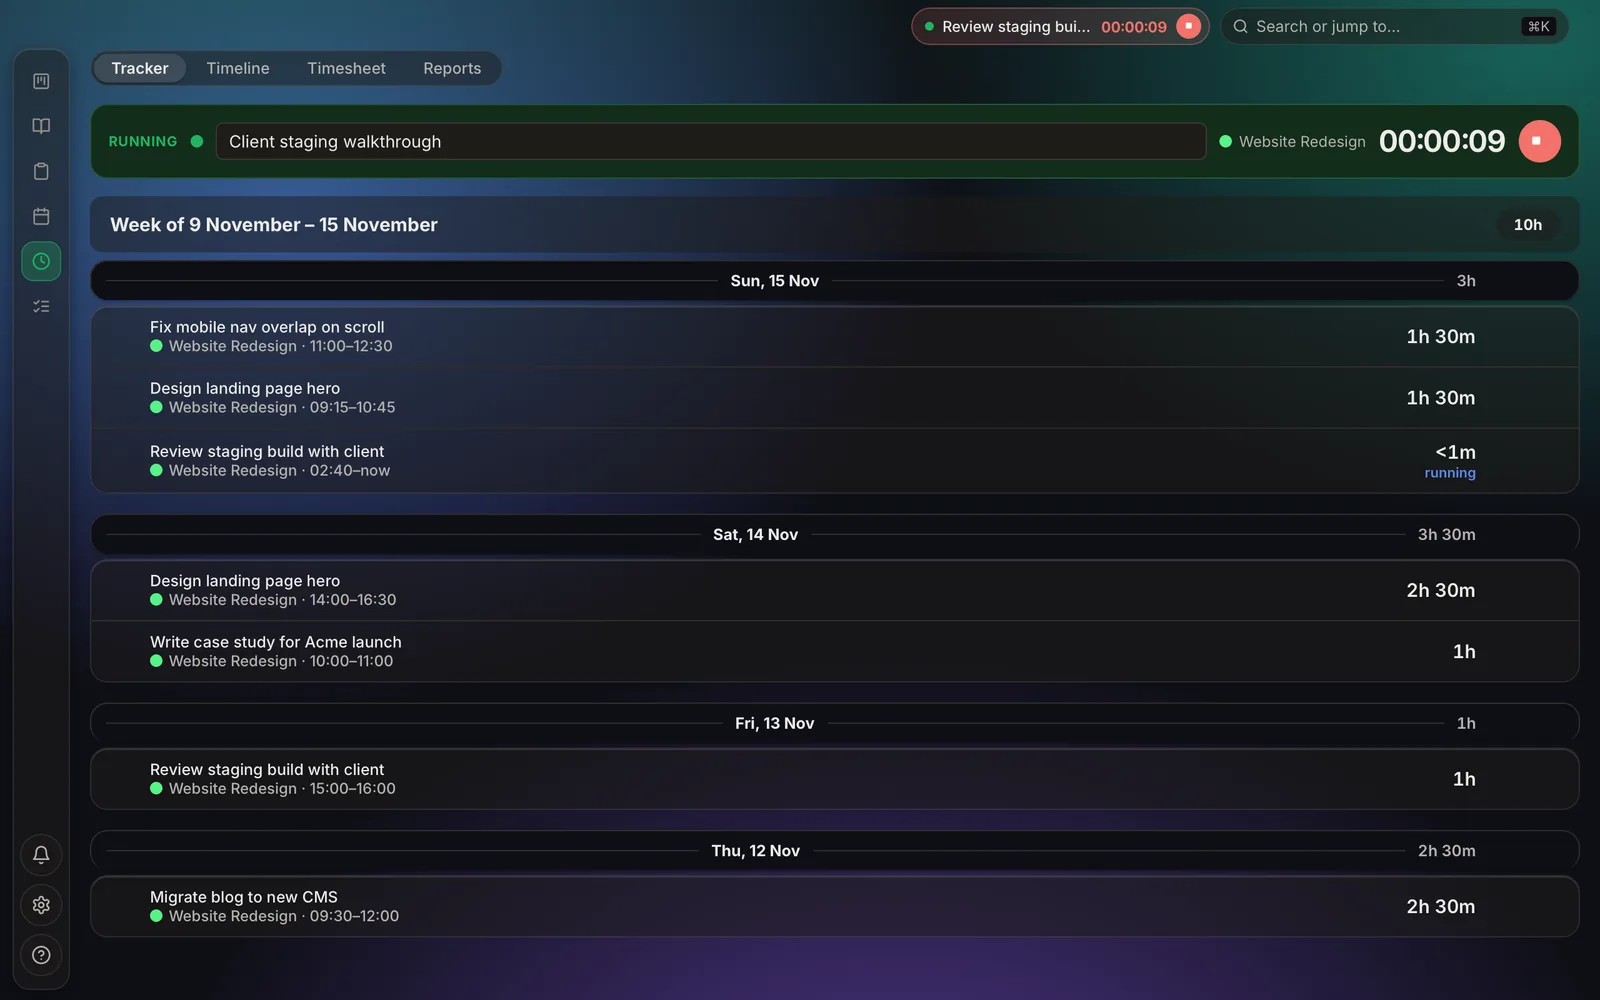 Review staging bui... 00:00:09
Search or jump to... ⌘K
Tracker Timeline Timesheet Reports
RUNNING Client staging walkthrough Website Redesign 00:00:09
Week of 9 November – 15 November 10h
Sun, 15 Nov 3h
Fix mobile nav overlap on scroll
Website Redesign · 11:00–12:30 1h 30m
Design landing page hero
Website Redesign · 09:15–10:45 1h 30m
Review staging build with client <1m
Website Redesign · 02:40–now running
Sat, 14 Nov 3h 30m
Design landing page hero
Website Redesign · 14:00–16:30 2h 30m
Write case study for Acme launch
Website Redesign · 10:00–11:00 1h
Fri, 13 Nov 1h
Review staging build with client
Website Redesign · 15:00–16:00 1h
Thu, 12 Nov 2h 30m
Migrate blog to new CMS
Website Redesign · 09:30–12:00 2h 30m